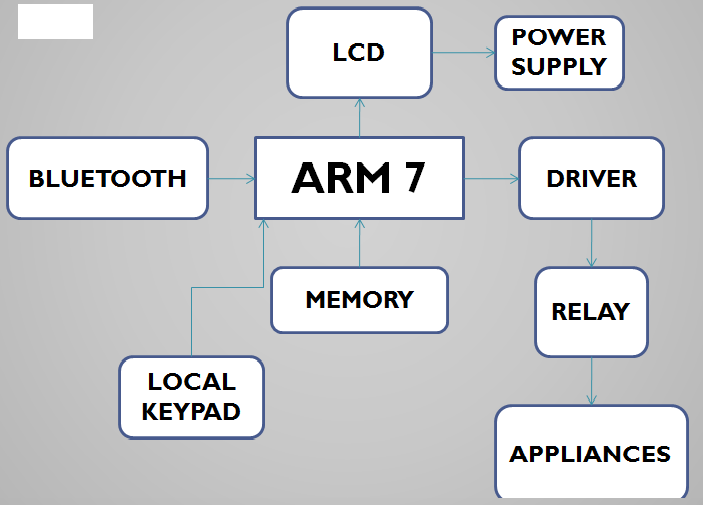 LCD
POWER
SUPPLY
BLUETOOTH
ARM 7
DRIVER
MEMORY
RELAY
LOCAL
KEYPAD
APPLIANCES